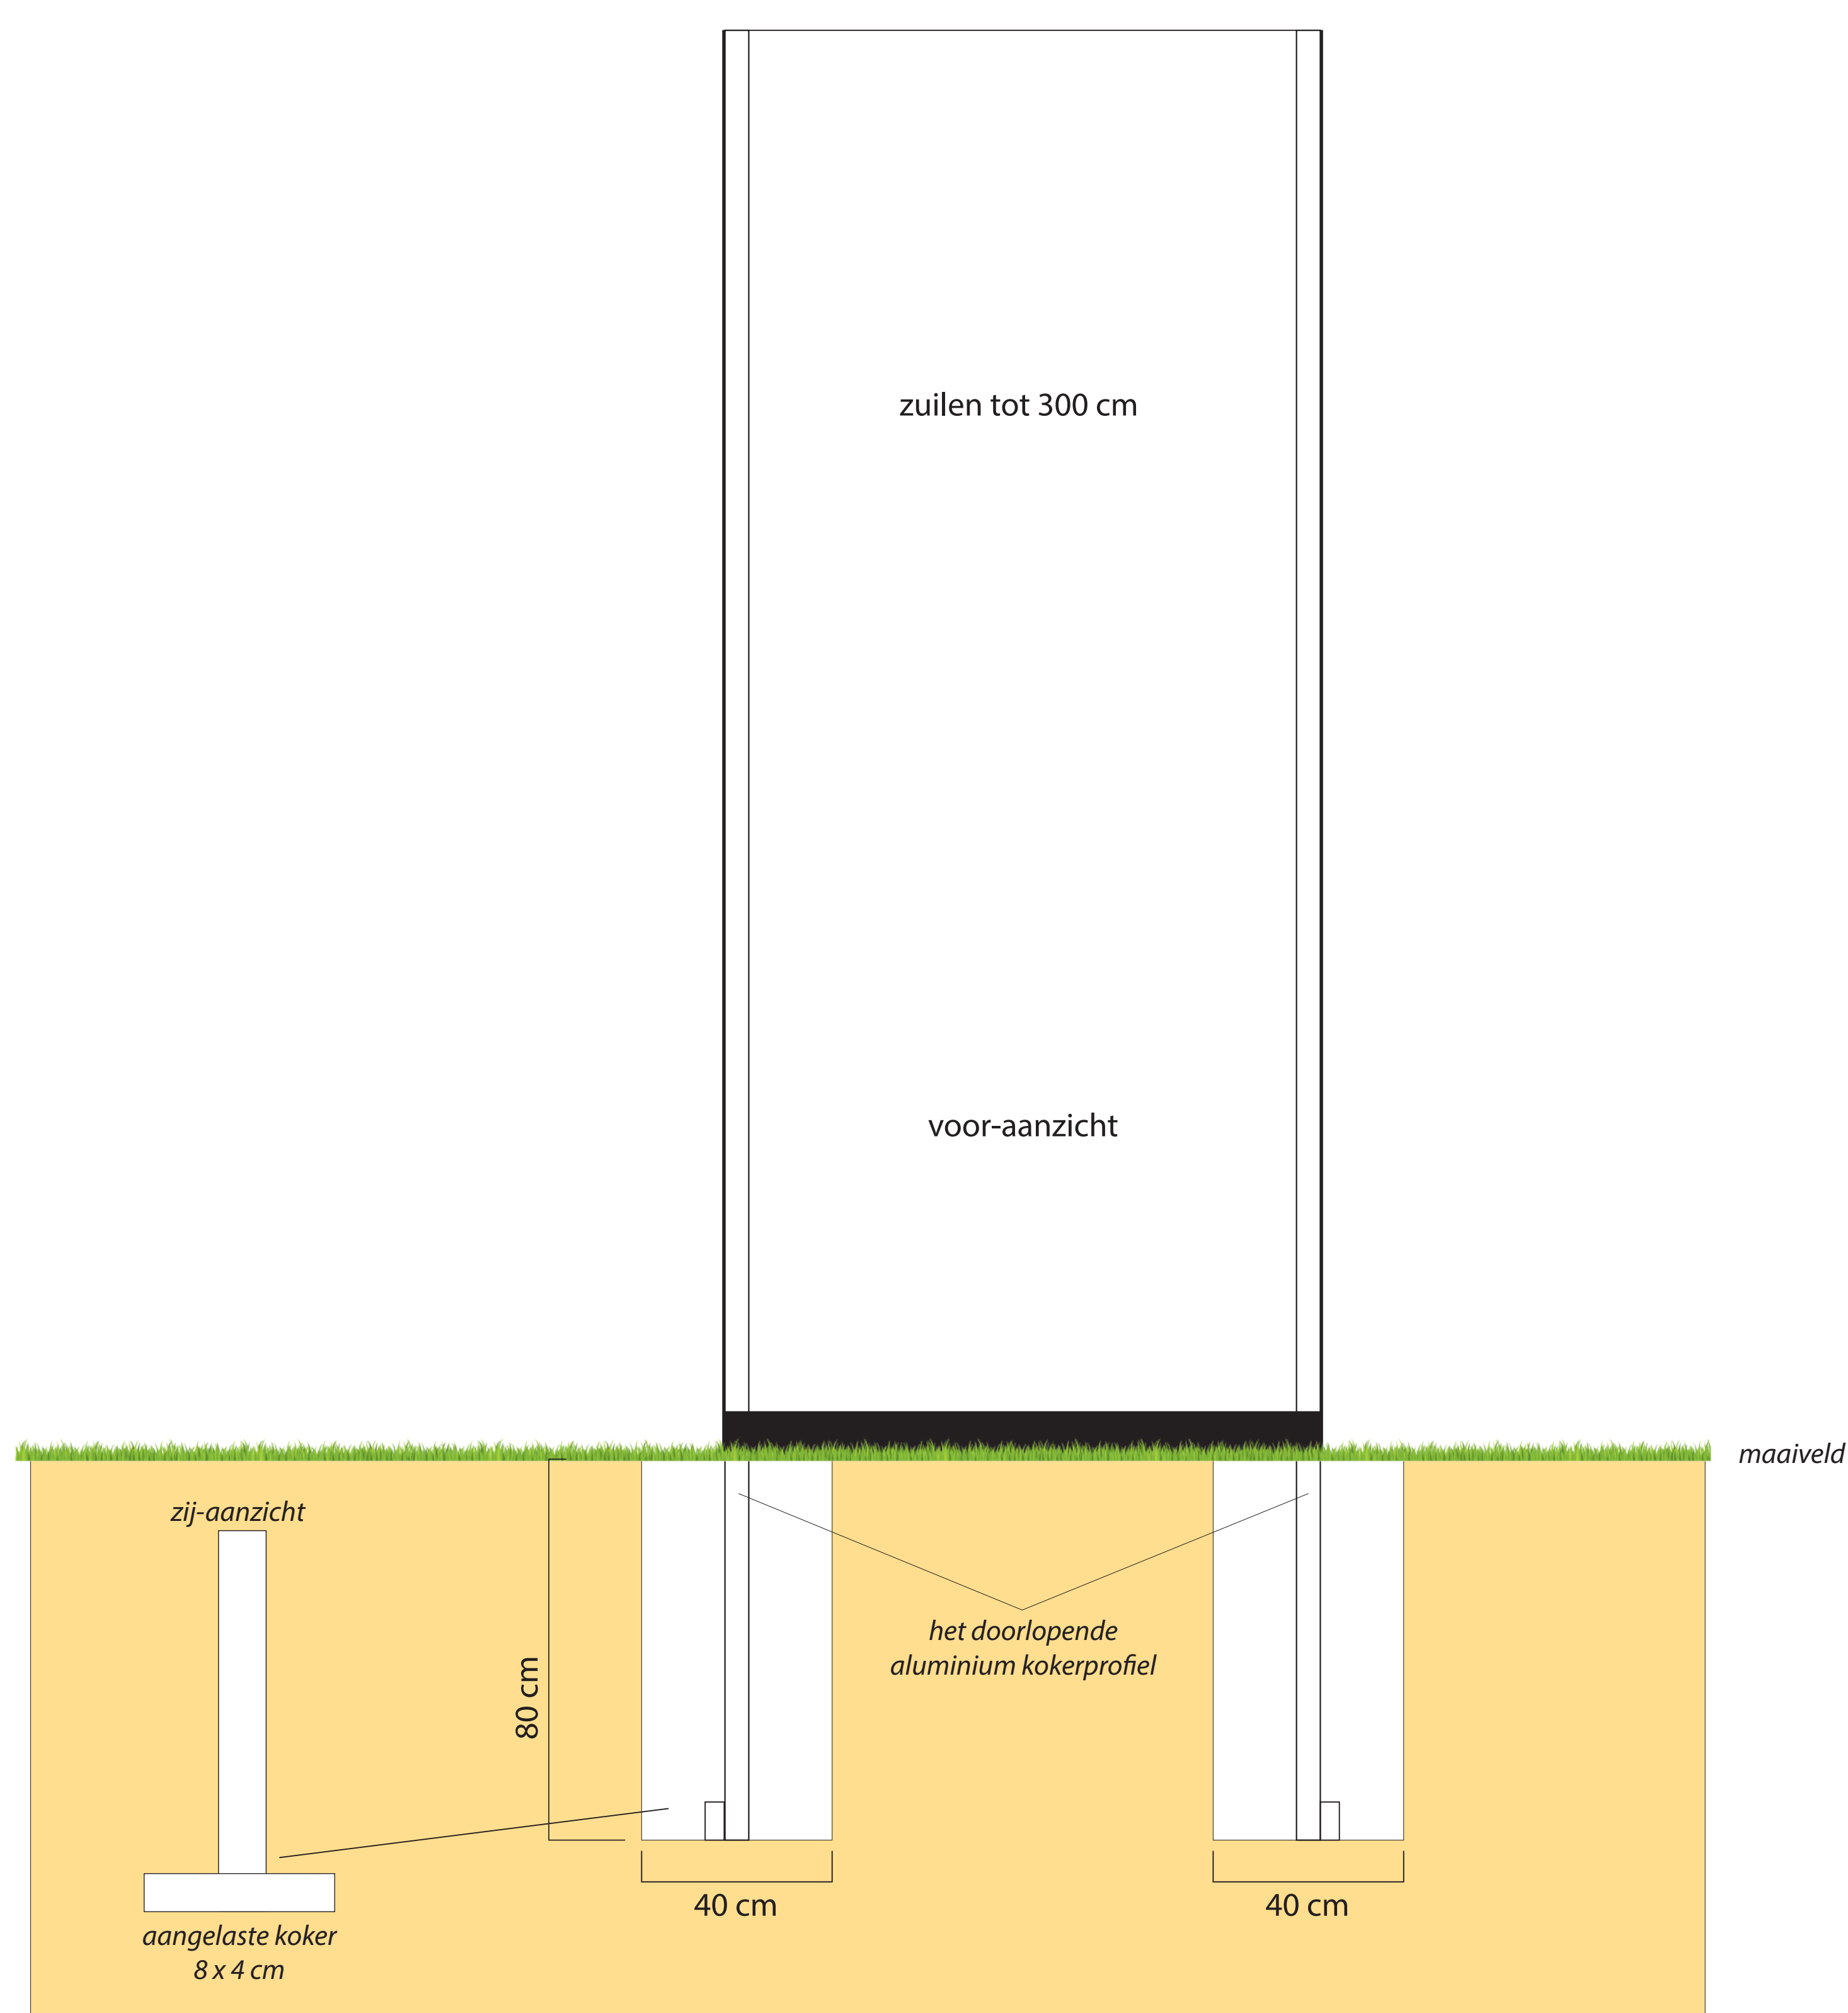 zuilen tot 300 cm
voor-aanzicht
maaiveld
zij-aanzicht
het doorlopende
aluminium kokerprofiel
80 cm
40 cm
40 cm
aangelaste koker
8 x 4 cm